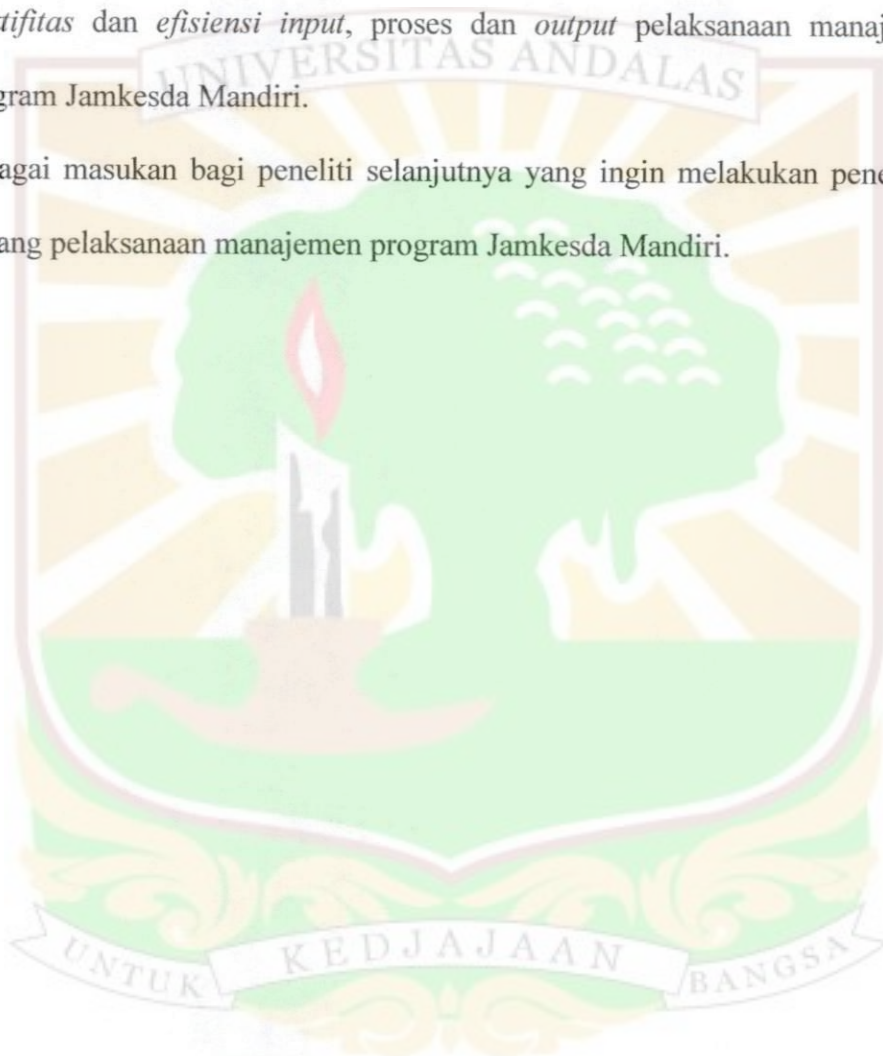 tifitas dan efisiensi input, proses dan output pelaksanaan manaj
UNIVERSITAS ANDALAS
gram Jamkesda Mandiri.
agai masukan bagi peneliti selanjutnya yang ingin melakukan pene
ang pelaksanaan manajemen program Jamkesda Mandiri.
UNTUK KEDJAJAAN BANGSA